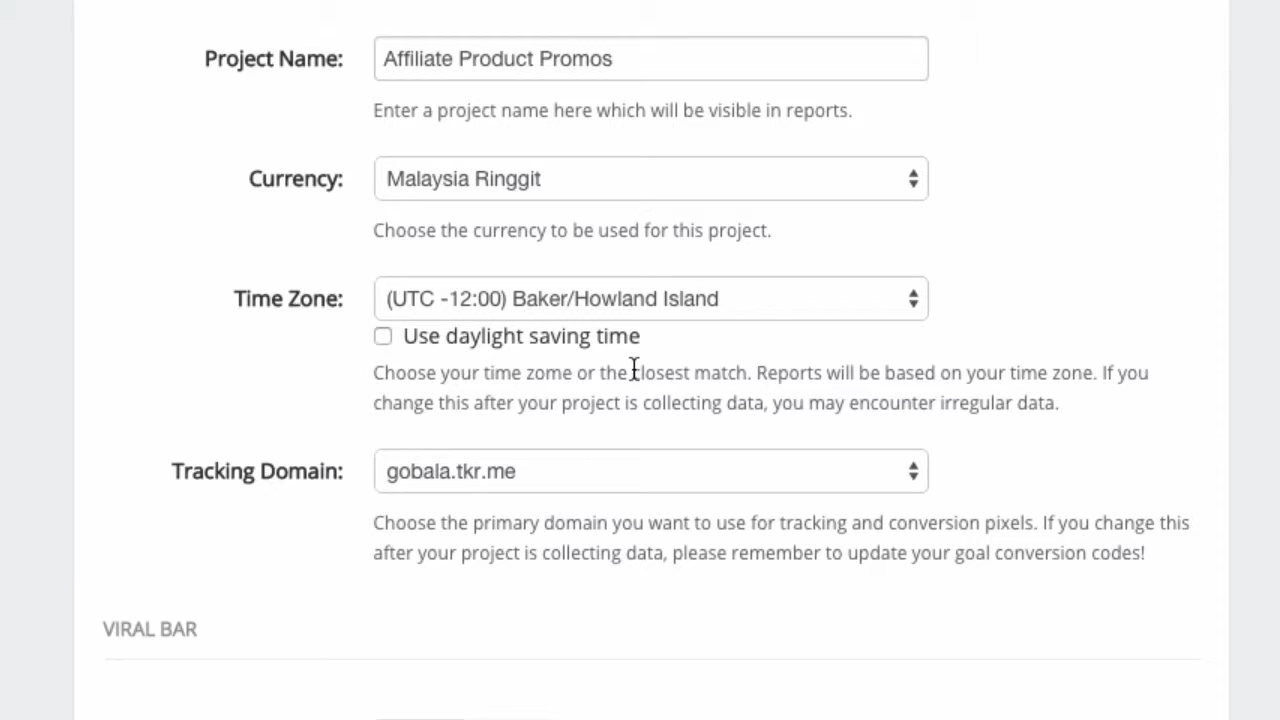 Project Name: Affiliate Product Promos
Enter a project name here which will be visible in reports.
Currency: Malaysia Ringgit
Choose the currency to be used for this project.
Time Zone: (UTC -12:00) Baker/Howland Island
Use daylight saving time
Choose your time zome or the closest match. Reports will be based on your time zone. If you
change this after your project is collecting data, you may encounter irregular data.
Tracking Domain: gobala.tkr.me
Choose the primary domain you want to use for tracking and conversion pixels. If you change this
after your project is collecting data, please remember to update your goal conversion codes!
VIRAL BAR